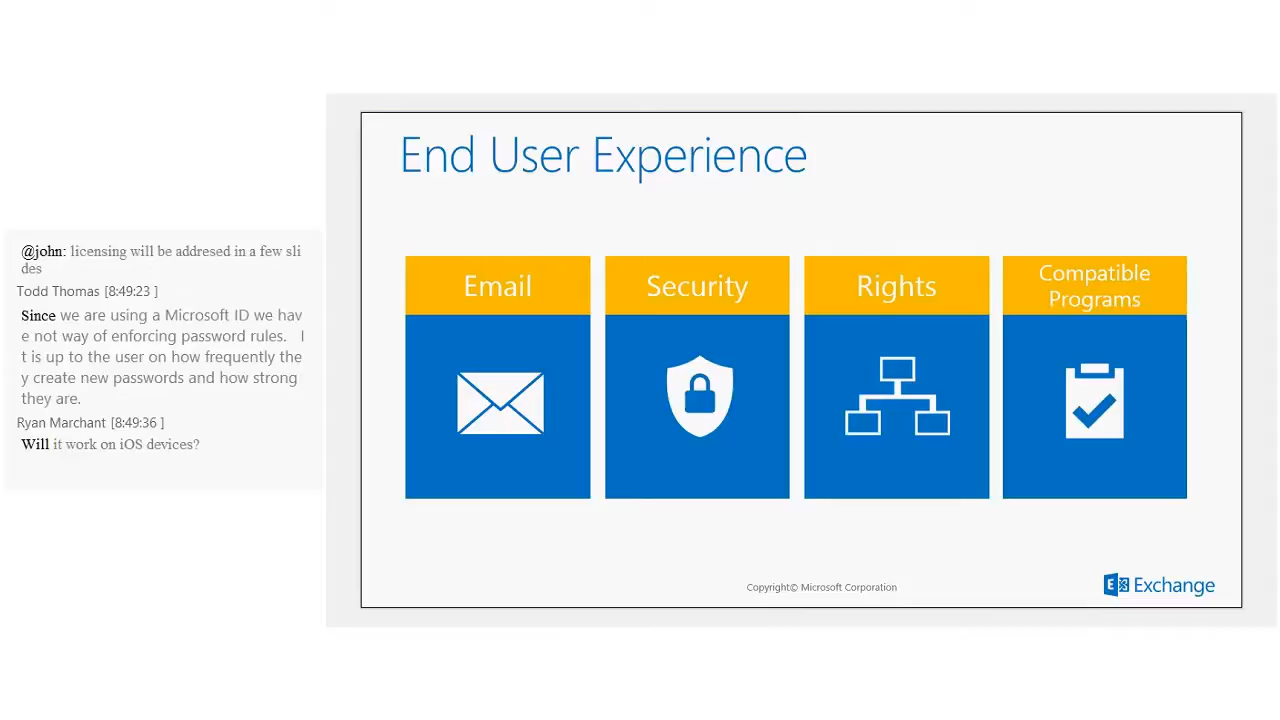 @john: licensing will be addresed in a few sli
des
Todd Thomas [8:49:23 ]
Since we are using a Microsoft ID we hav
e not way of enforcing password rules. I
t is up to the user on how frequently the
y create new passwords and how strong
they are.
Ryan Marchant [8:49:36 ]
Will it work on iOS devices?
End User Experience
Email
Security
Rights
Compatible
Programs
Copyright© Microsoft Corporation
E Exchange